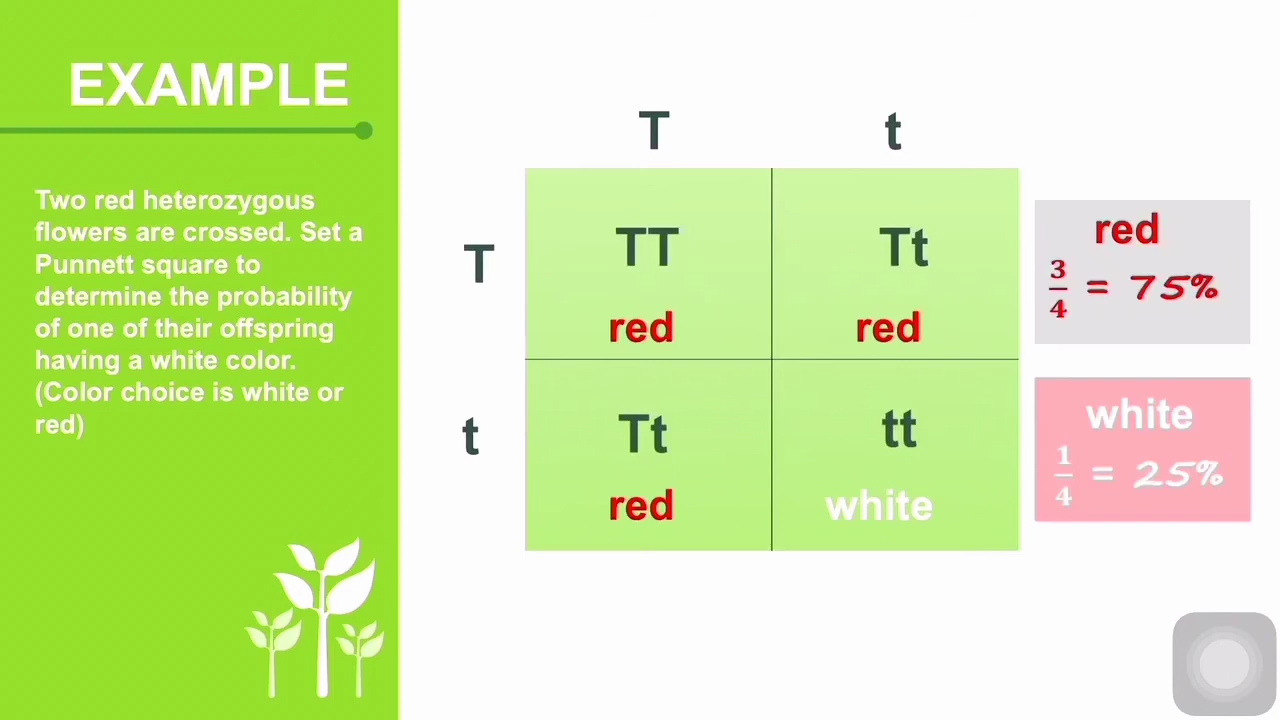 EXAMPLE
Two red heterozygous
flowers are crossed. Set a
Punnett square to
determine the probability
of one of their offspring
having a white color.
(Color choice is white or
red)
T t
T TT Tt
red red
t Tt tt
red white
red
3/4 = 75%
white
1/4 = 25%